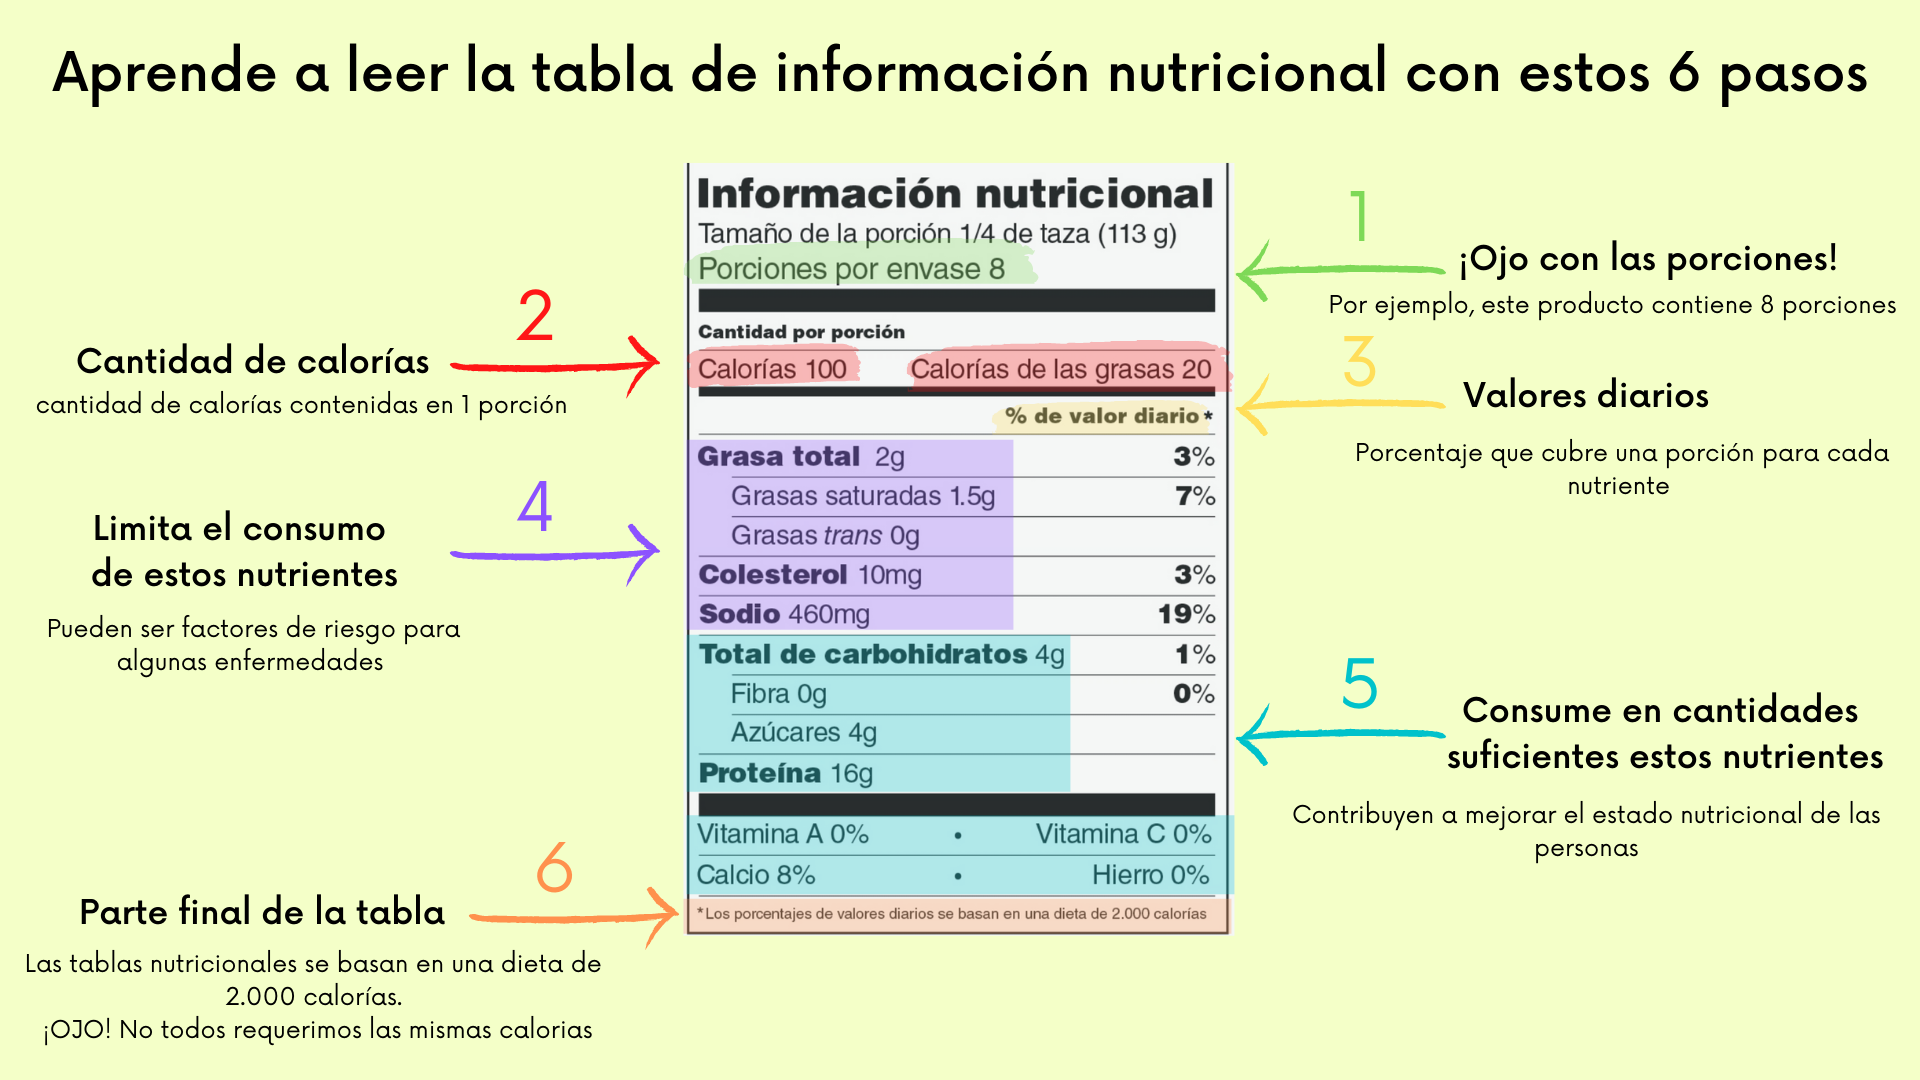 Aprende a leer la tabla de información nutricional con estos 6 pasos
Información nutricional
Tamaño de la porción 1/4 de taza (113 g)
Porciones por envase 8
Cantidad por porción
Calorías 100 Calorías de las grasas 20
% de valor diario*
Grasa total 2g 3%
Grasas saturadas 1.5g 7%
Grasas trans 0g
Colesterol 10mg 3%
Sodio 460mg 19%
Total de carbohidratos 4g 1%
Fibra 0g 0%
Azúcares 4g
Proteína 16g
Vitamina A 0% • Vitamina C 0%
Calcio 8% • Hierro 0%
*Los porcentajes de valores diarios se basan en una dieta de 2.000 calorías
1
¡Ojo con las porciones!
Por ejemplo, este producto contiene 8 porciones
2
Cantidad de calorías
cantidad de calorías contenidas en 1 porción
3
Valores diarios
Porcentaje que cubre una porción para cada
nutriente
4
Limita el consumo
de estos nutrientes
Pueden ser factores de riesgo para
algunas enfermedades
5
Consume en cantidades
suficientes estos nutrientes
Contribuyen a mejorar el estado nutricional de las
personas
6
Parte final de la tabla
Las tablas nutricionales se basan en una dieta de
2.000 calorías.
¡OJO! No todos requerimos las mismas calorias